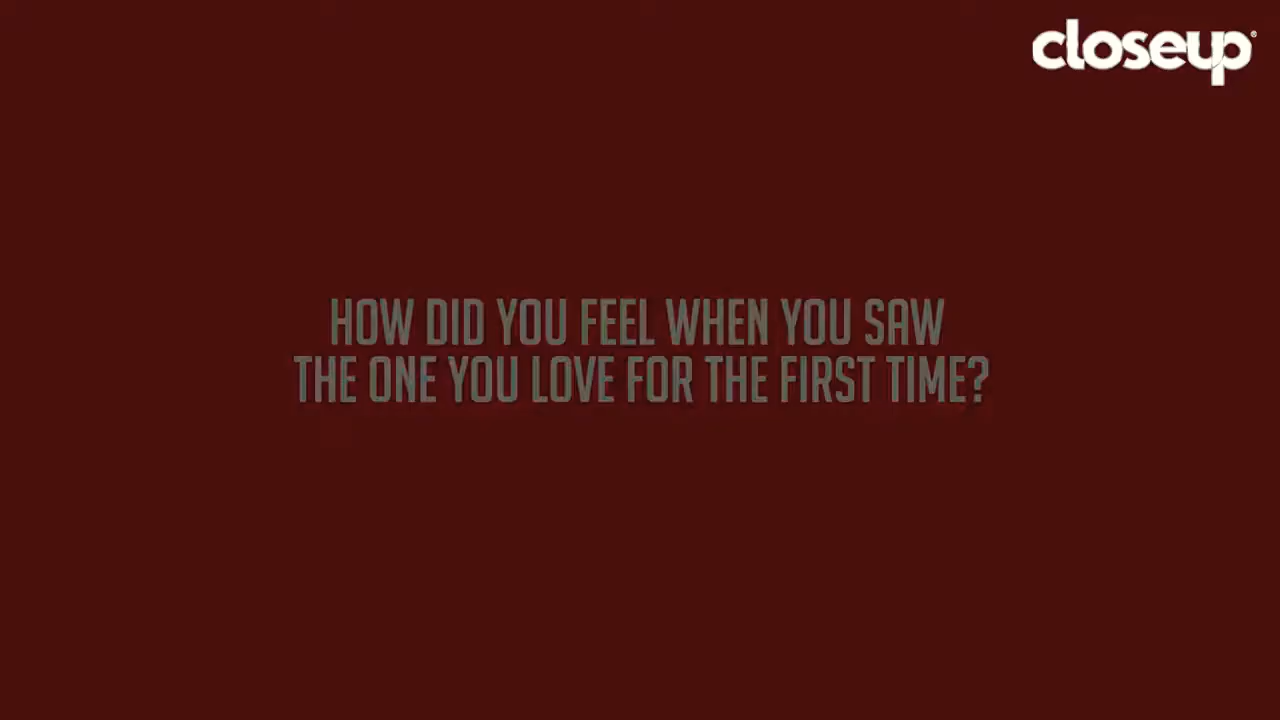 closeup®
HOW DID YOU FEEL WHEN YOU SAW
THE ONE YOU LOVE FOR THE FIRST TIME?